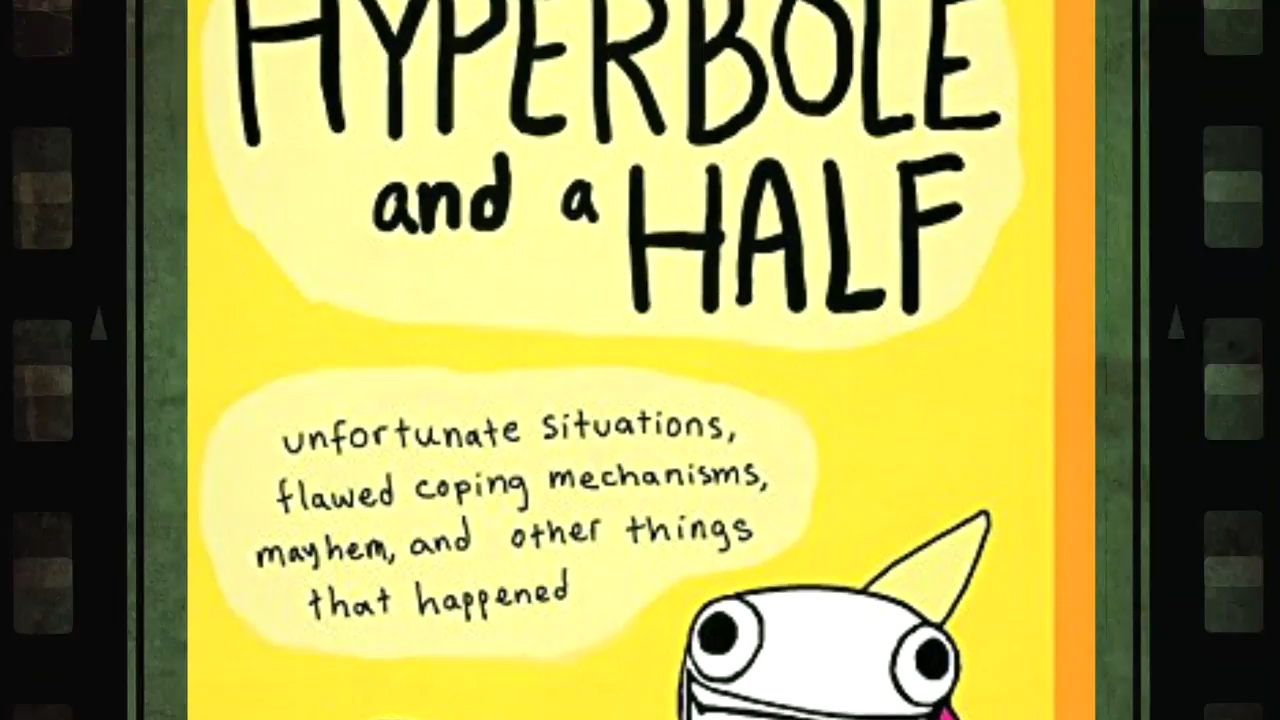 HYPERBOLE
and a HALF
unfortunate situations,
flawed coping mechanisms,
mayhem, and other things
that happened